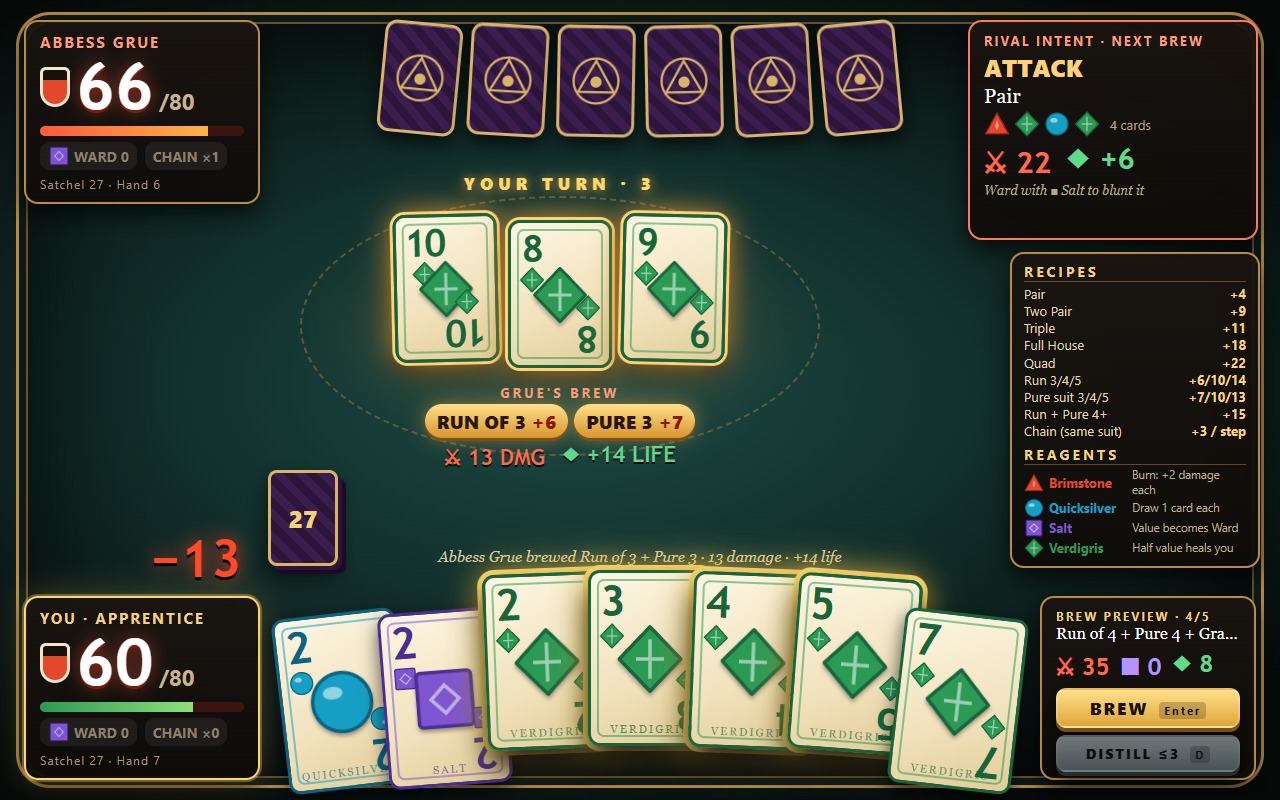 ABBESS GRUE
66 /80
WARD 0 CHAIN ×1
Satchel 27 · Hand 6
RIVAL INTENT · NEXT BREW
ATTACK
Pair
4 cards
22 +6
Ward with ■ Salt to blunt it
YOUR TURN · 3
10 8 9
10 8 9
GRUE'S BREW
RUN OF 3 +6 PURE 3 +7
13 DMG +14 LIFE
RECIPES
Pair +4
Two Pair +9
Triple +11
Full House +18
Quad +22
Run 3/4/5 +6/10/14
Pure suit 3/4/5 +7/10/13
Run + Pure 4+ +15
Chain (same suit) +3 / step
REAGENTS
Brimstone Burn: +2 damage each
Quicksilver Draw 1 card each
Salt Value becomes Ward
Verdigris Half value heals you
27
−13
Abbess Grue brewed Run of 3 + Pure 3 · 13 damage · +14 life
YOU · APPRENTICE
60 /80
WARD 0 CHAIN ×0
Satchel 27 · Hand 7
2 2 2 3 4 5 7
QUICKSILV SALT VERDIGRI VERDIGRI VERDIGRI VERDIGRI VERDIGR
2 2 5 7
BREW PREVIEW · 4/5
Run of 4 + Pure 4 + Gra...
35 0 8
BREW Enter
DISTILL ≤3 D